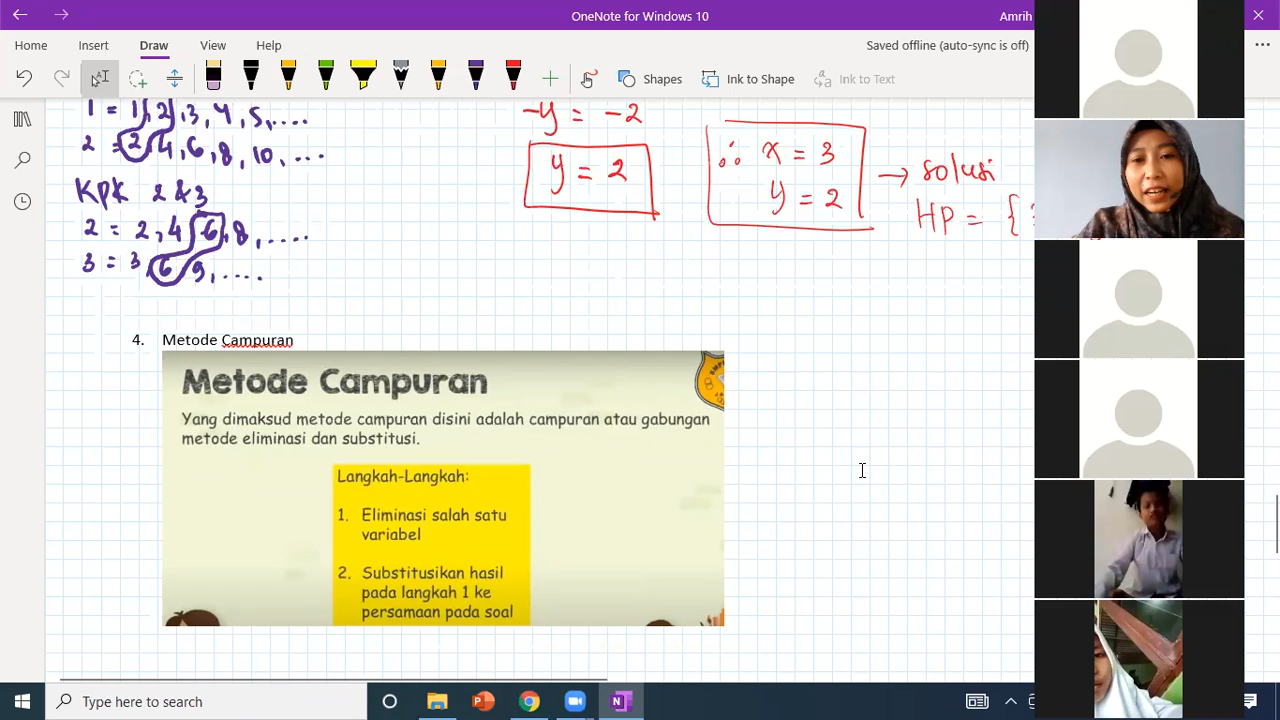 OneNote for Windows 10
Amrih
Home Insert Draw View Help
Saved offline (auto-sync is off)
Shapes
Ink to Shape
Ink to Text
1 = 1, 2, 3, 4, 5, ....
2 = 2, 4, 6, 8, 10, ....
KpK 2 & 3
2 = 2, 4, 6, 8, ....
3 = 3, 6, 9, ....
-y = -2
y = 2
∴ x = 3
y = 2
→ solusi
HP = {
4. Metode Campuran
Metode Campuran
Yang dimaksud metode campuran disini adalah campuran atau gabungan
metode eliminasi dan substitusi.
Langkah-Langkah:
1. Eliminasi salah satu
variabel
2. Substitusikan hasil
pada langkah 1 ke
persamaan pada soal
Type here to search